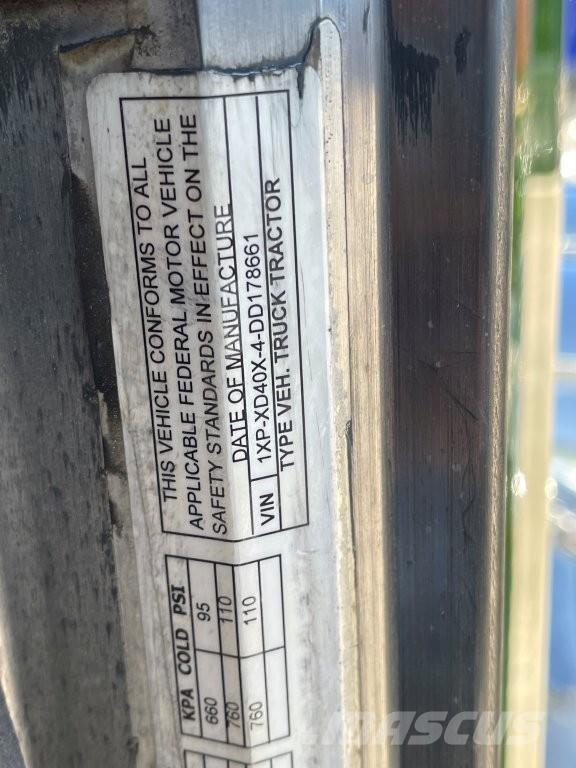 THIS VEHICLE CONFORMS TO ALL
APPLICABLE FEDERAL MOTOR VEHICLE
SAFETY STANDARDS IN EFFECT ON THE
DATE OF MANUFACTURE
VIN 1XP-XD40X-4-DD178661
TYPE VEH. TRUCK TRACTOR
KPA COLD PSI
660 95
760 110
760 110
MASCUS